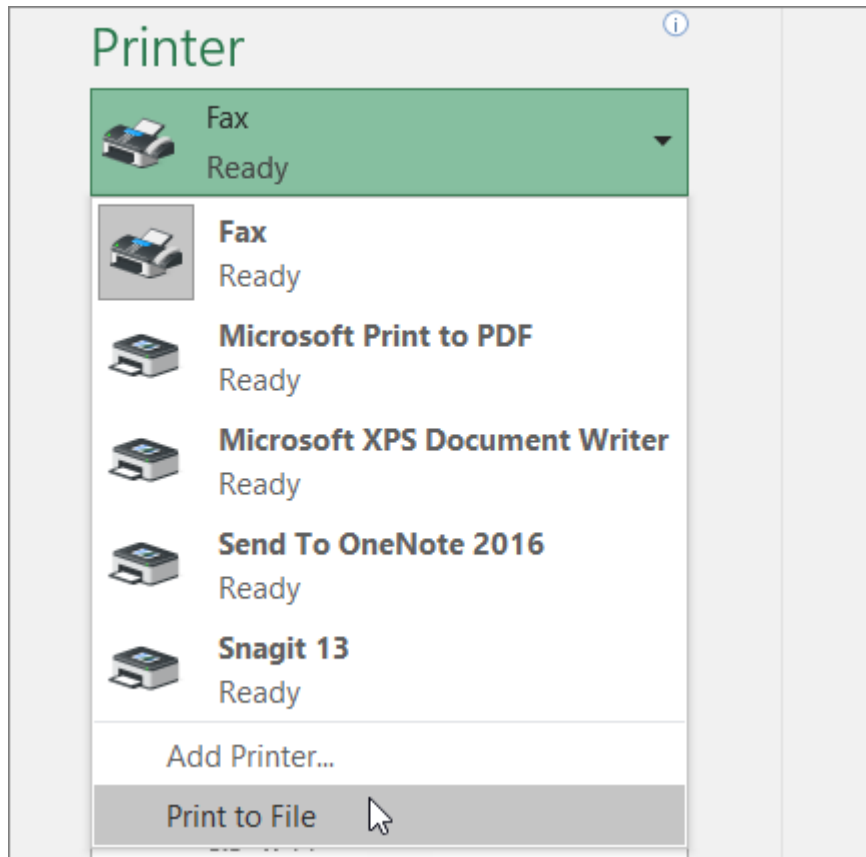 Printer
Fax
Ready
Fax
Ready
Microsoft Print to PDF
Ready
Microsoft XPS Document Writer
Ready
Send To OneNote 2016
Ready
Snagit 13
Ready
Add Printer...
Print to File